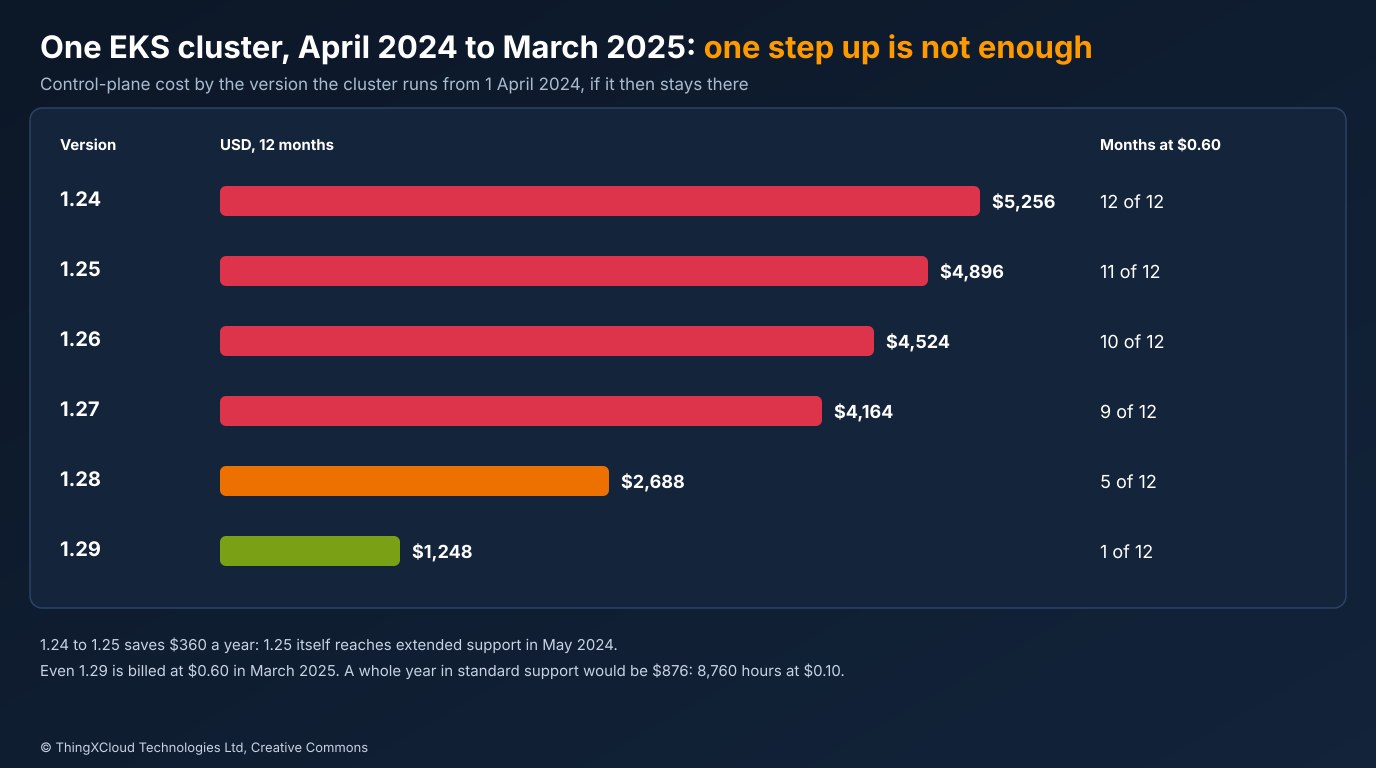 One EKS cluster, April 2024 to March 2025: one step up is not enough
Control-plane cost by the version the cluster runs from 1 April 2024, if it then stays there
Version USD, 12 months Months at $0.60
1.24 $5,256 12 of 12
1.25 $4,896 11 of 12
1.26 $4,524 10 of 12
1.27 $4,164 9 of 12
1.28 $2,688 5 of 12
1.29 $1,248 1 of 12
1.24 to 1.25 saves $360 a year: 1.25 itself reaches extended support in May 2024.
Even 1.29 is billed at $0.60 in March 2025. A whole year in standard support would be $876: 8,760 hours at $0.10.
© ThingXCloud Technologies Ltd, Creative Commons